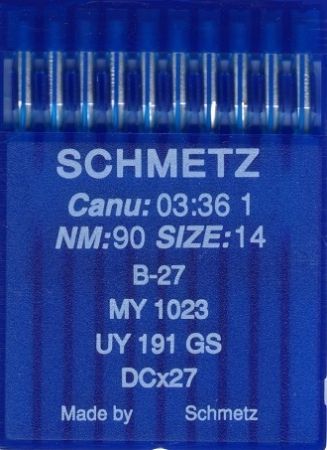 SCHMETZ
Canu: 03:36 1
NM:90 SIZE:14
B-27
MY 1023
UY 191 GS
DCx27
Made by Schmetz